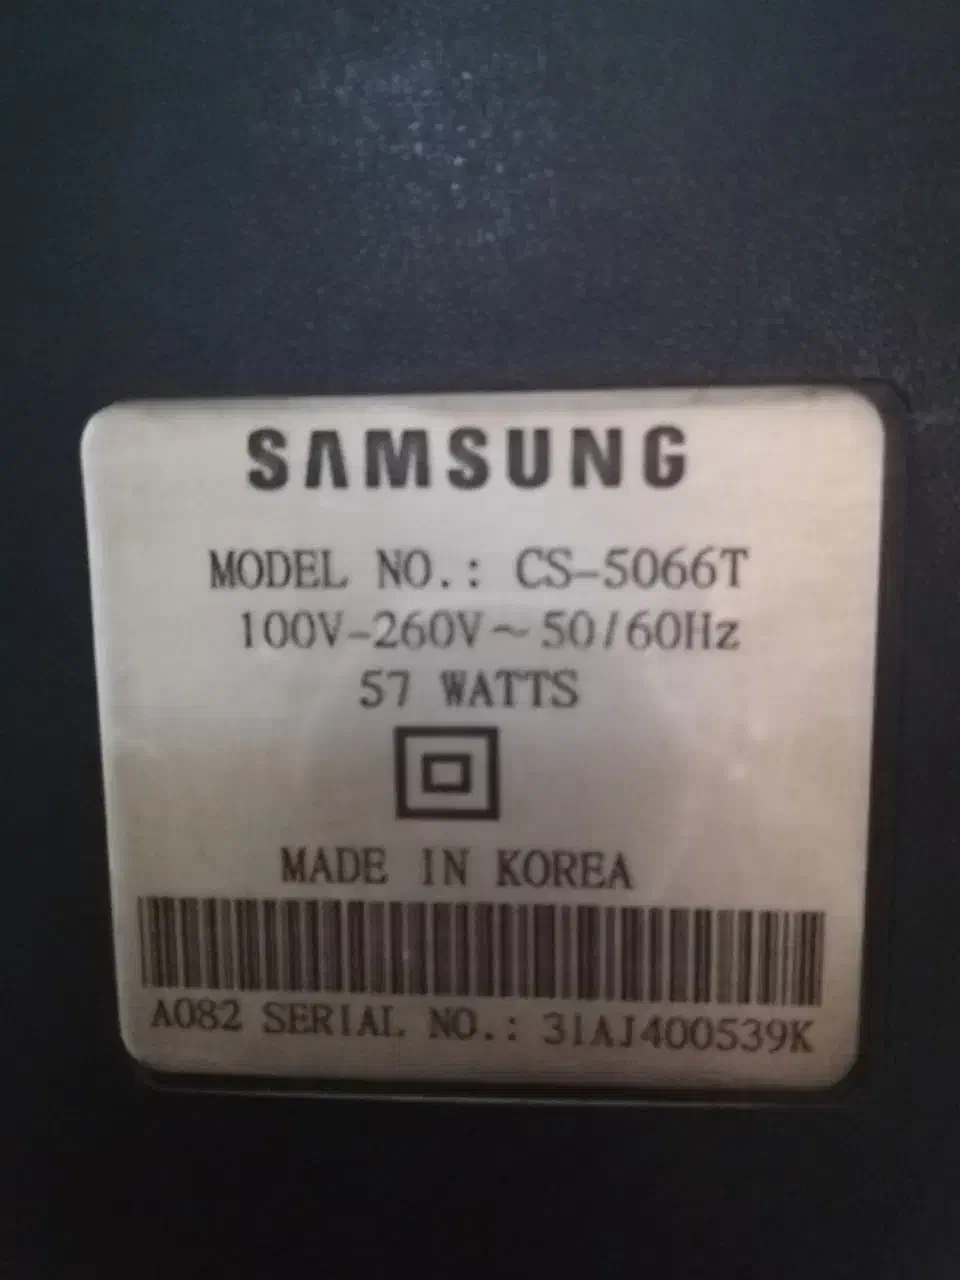 SAMSUNG
MODEL NO.: CS-5066T
100V-260V~50/60Hz
57 WATTS
MADE IN KOREA
A082 SERIAL NO.: 31AJ400539K